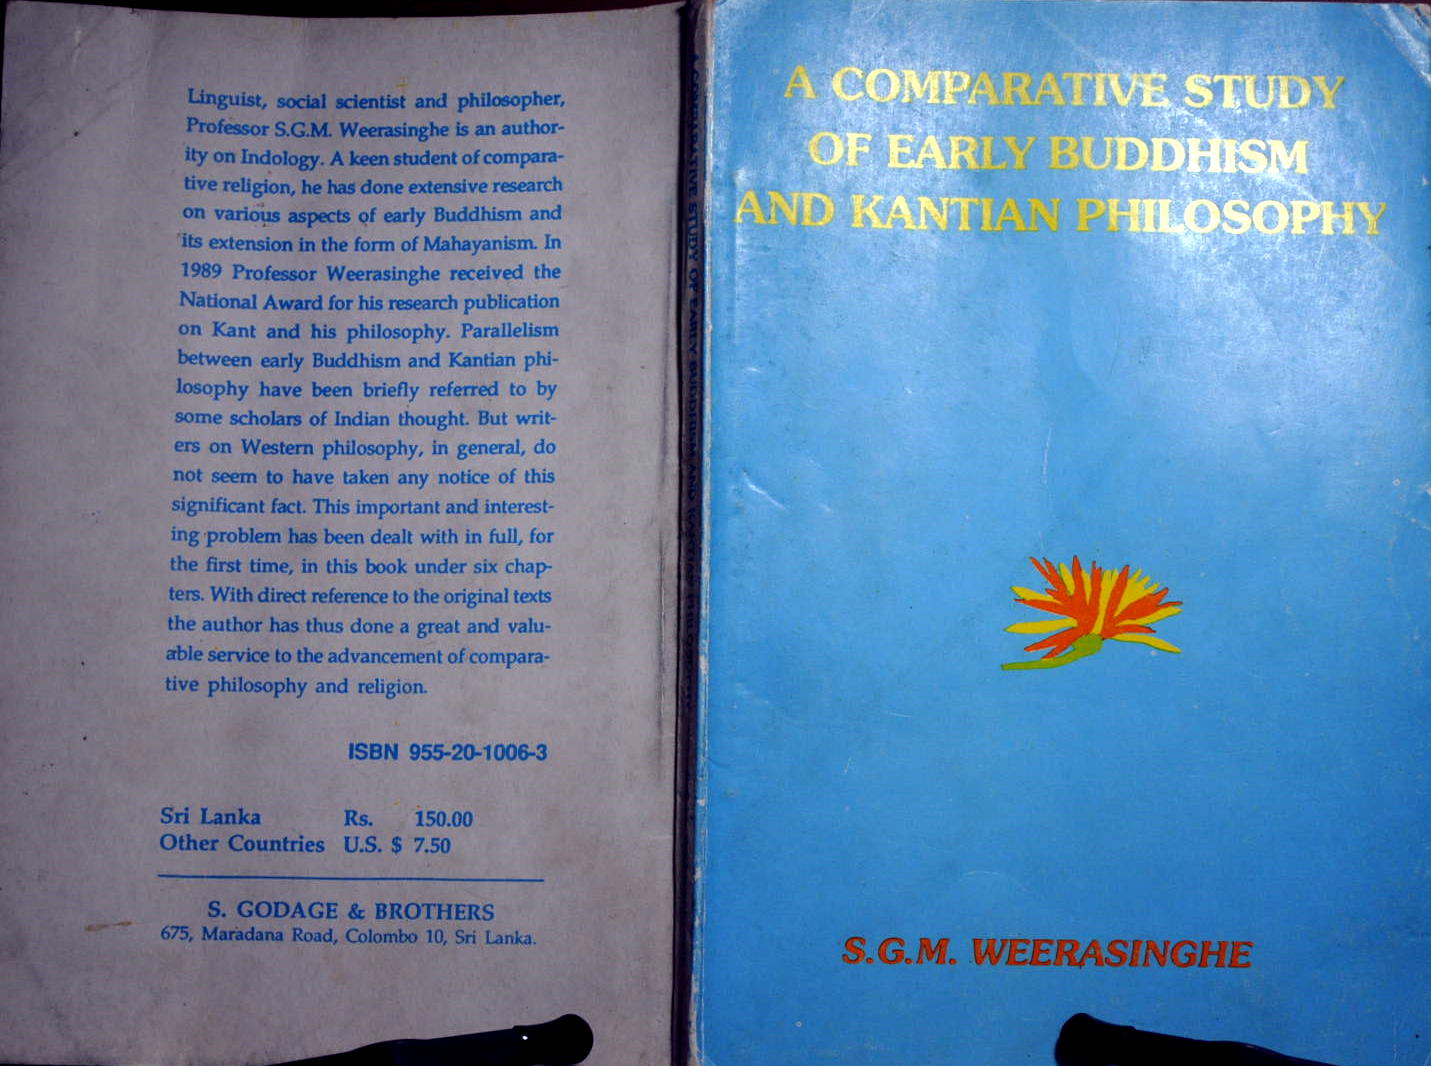 Linguist, social scientist and philosopher,
Professor S.G.M. Weerasinghe is an author-
ity on Indology. A keen student of compara-
tive religion, he has done extensive research
on various aspects of early Buddhism and
its extension in the form of Mahayanism. In
1989 Professor Weerasinghe received the
National Award for his research publication
on Kant and his philosophy. Parallelism
between early Buddhism and Kantian phi-
losophy have been briefly referred to by
some scholars of Indian thought. But writ-
ers on Western philosophy, in general, do
not seem to have taken any notice of this
significant fact. This important and interest-
ing problem has been dealt with in full, for
the first time, in this book under six chap-
ters. With direct reference to the original texts
the author has thus done a great and valu-
able service to the advancement of compara-
tive philosophy and religion.
ISBN 955-20-1006-3
Sri Lanka Rs. 150.00
Other Countries U.S. $ 7.50
S. GODAGE & BROTHERS
675, Maradana Road, Colombo 10, Sri Lanka.
A COMPARATIVE STUDY OF EARLY BUDDHISM AND KANTIAN PHILOSOPHY
A COMPARATIVE STUDY
OF EARLY BUDDHISM
AND KANTIAN PHILOSOPHY
S.G.M. WEERASINGHE